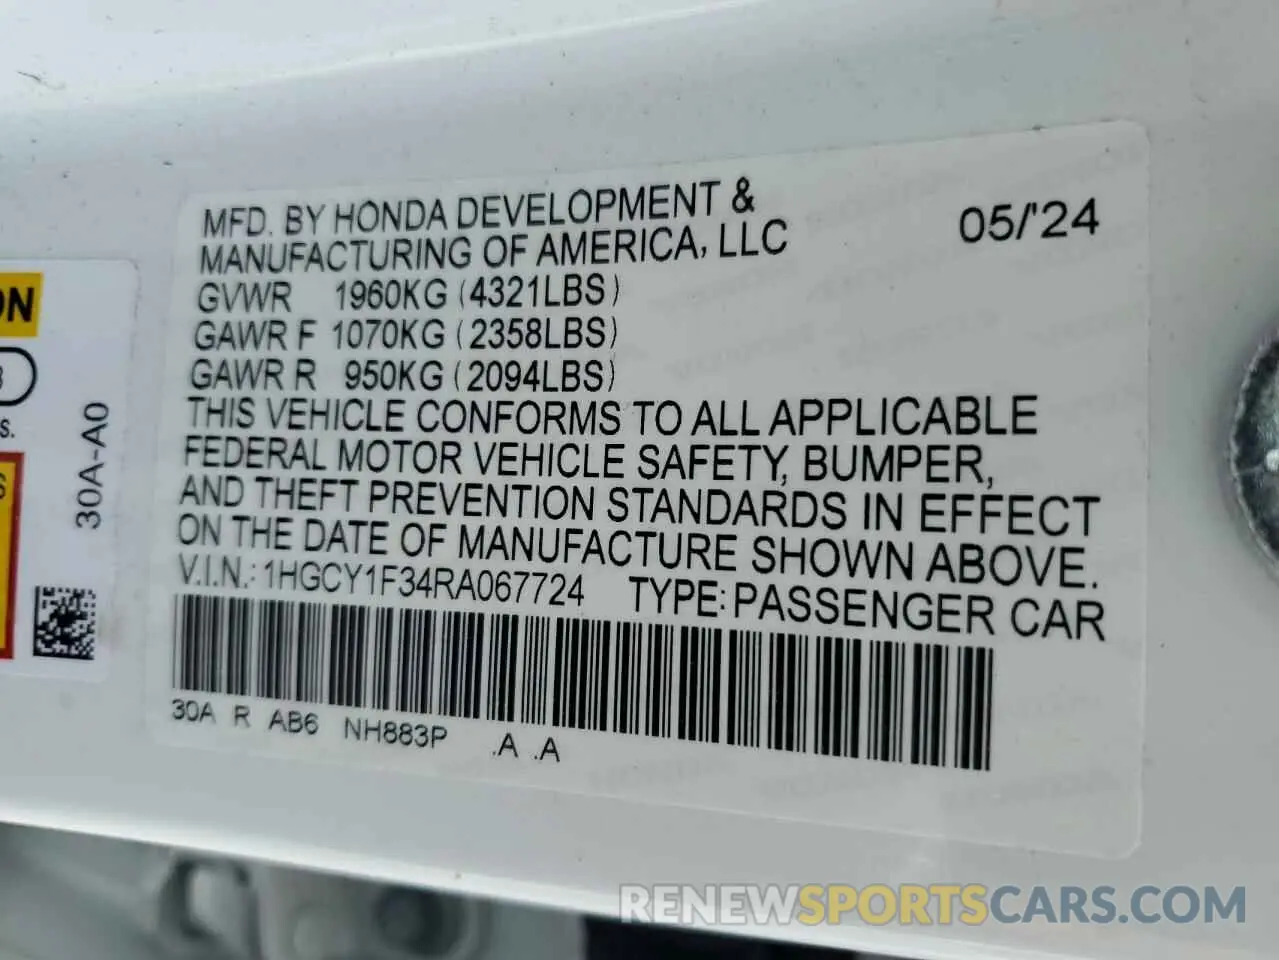 MFD. BY HONDA DEVELOPMENT &
MANUFACTURING OF AMERICA, LLC
05/'24
GVWR 1960KG (4321LBS)
GAWR F 1070KG (2358LBS)
GAWR R 950KG (2094LBS)
THIS VEHICLE CONFORMS TO ALL APPLICABLE
FEDERAL MOTOR VEHICLE SAFETY, BUMPER,
AND THEFT PREVENTION STANDARDS IN EFFECT
ON THE DATE OF MANUFACTURE SHOWN ABOVE.
V.I.N.: 1HGCY1F34RA067724 TYPE: PASSENGER CAR
30A R AB6 NH883P .A .A
30A-A0
RENEWSPORTSCARS.COM